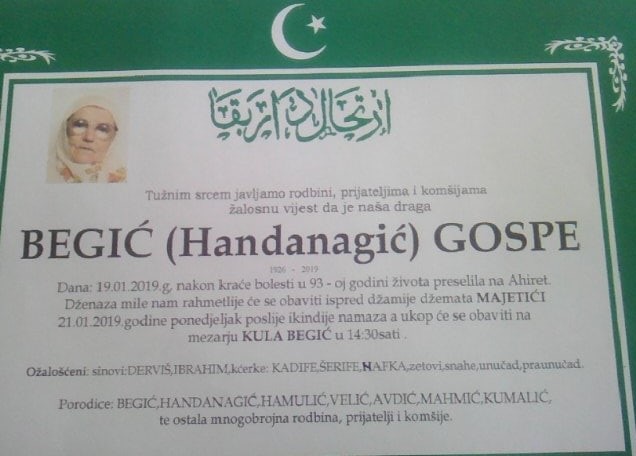 ارتحال دار بقا
Tužnim srcem javljamo rodbini, prijateljima i komšijama
žalosnu vijest da je naša draga
BEGIĆ (Handanagić) GOSPE
1926 - 2019
Dana: 19.01.2019.g, nakon kraće bolesti u 93 - oj godini života preselila na Ahiret.
Dženaza mile nam rahmetlije će se obaviti ispred džamije džemata MAJETIĆI
21.01.2019.godine ponedjeljak poslije ikindije namaza a ukop će se obaviti na
mezarju KULA BEGIĆ u 14:30sati .
Ožalošćeni: sinovi:DERVIŠ,IBRAHIM,kćerke: KADIFE,ŠERIFE,HAFKA,zetovi,snahe,unučad,praunučad.
Porodice: BEGIĆ,HANDANAGIĆ,HAMULIĆ,VELIĆ,AVDIĆ,MAHMIĆ,KUMALIĆ,
te ostala mnogobrojna rodbina, prijatelji i komšije.